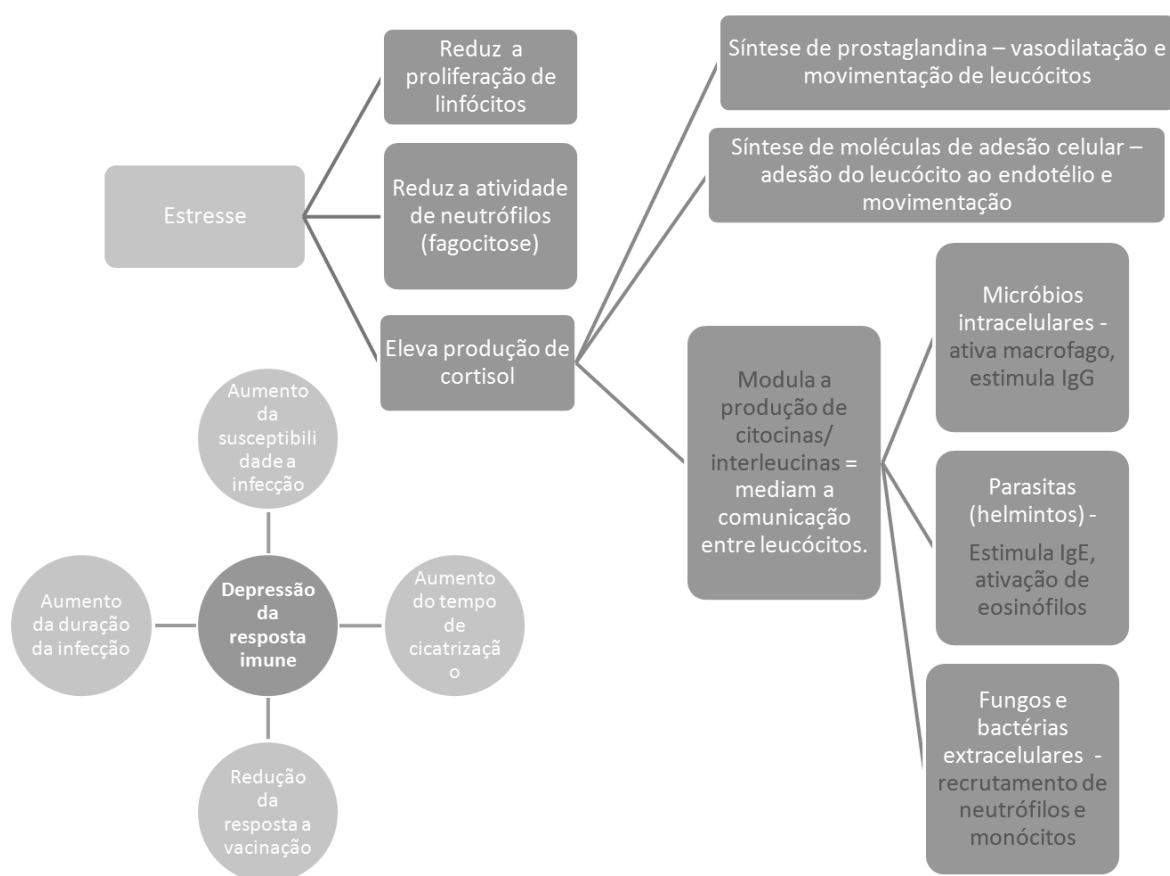 Estresse
Reduz a
proliferação de
linfócitos
Reduz a atividade
de neutrófilos
(fagocitose)
Eleva produção de
cortisol
Síntese de prostaglandina – vasodilatação e
movimentação de leucócitos
Síntese de moléculas de adesão celular –
adesão do leucócito ao endotélio e
movimentação
Modula a
produção de
citocinas/
interleucinas =
mediam a
comunicação
entre leucócitos.
Micróbios
intracelulares -
ativa macrofago,
estimula IgG
Parasitas
(helmintos) -
Estimula IgE,
ativação de
eosinófilos
Fungos e
bactérias
extracelulares -
recrutamento de
neutrófilos e
monócitos
Depressão
da
resposta
imune
Aumento
da
susceptibili
dade a
infecção
Aumento
do tempo
de
cicatrizaçã
o
Redução
da
resposta a
vacinação
Aumento
da duração
da infecção